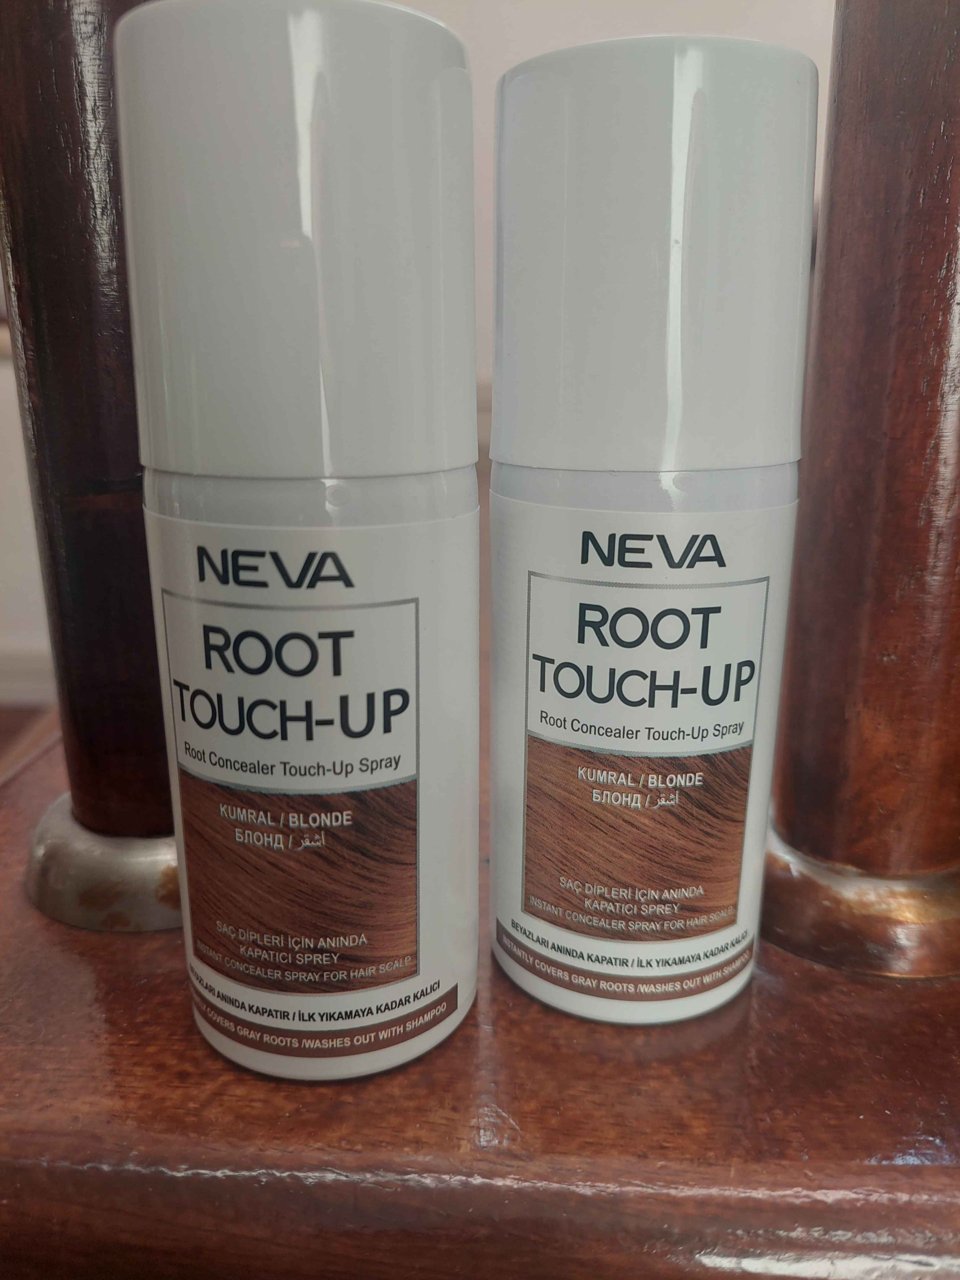 NEVA
ROOT
TOUCH-UP
Root Concealer Touch-Up Spray
KUMRAL / BLONDE
БЛОНД / أشقر
SAÇ DİPLERİ İÇİN ANINDA
KAPATICI SPREY
INSTANT CONCEALER SPRAY FOR HAIR SCALP
ANINDA KAPATIR / İLK YIKAMAYA KADAR KALICI
COVERS GRAY ROOTS /WASHES OUT WITH SHAMPOO
NEVA
ROOT
TOUCH-UP
Root Concealer Touch-Up Spray
KUMRAL / BLONDE
БЛОНД / أشقر
SAÇ DİPLERİ İÇİN ANINDA
KAPATICI SPREY
INSTANT CONCEALER SPRAY FOR HAIR SCALP
BEYAZLARI ANINDA KAPATIR / İLK YIKAMAYA KADAR KALICI
INSTANTLY COVERS GRAY ROOTS /WASHES OUT WITH SHAMPOO